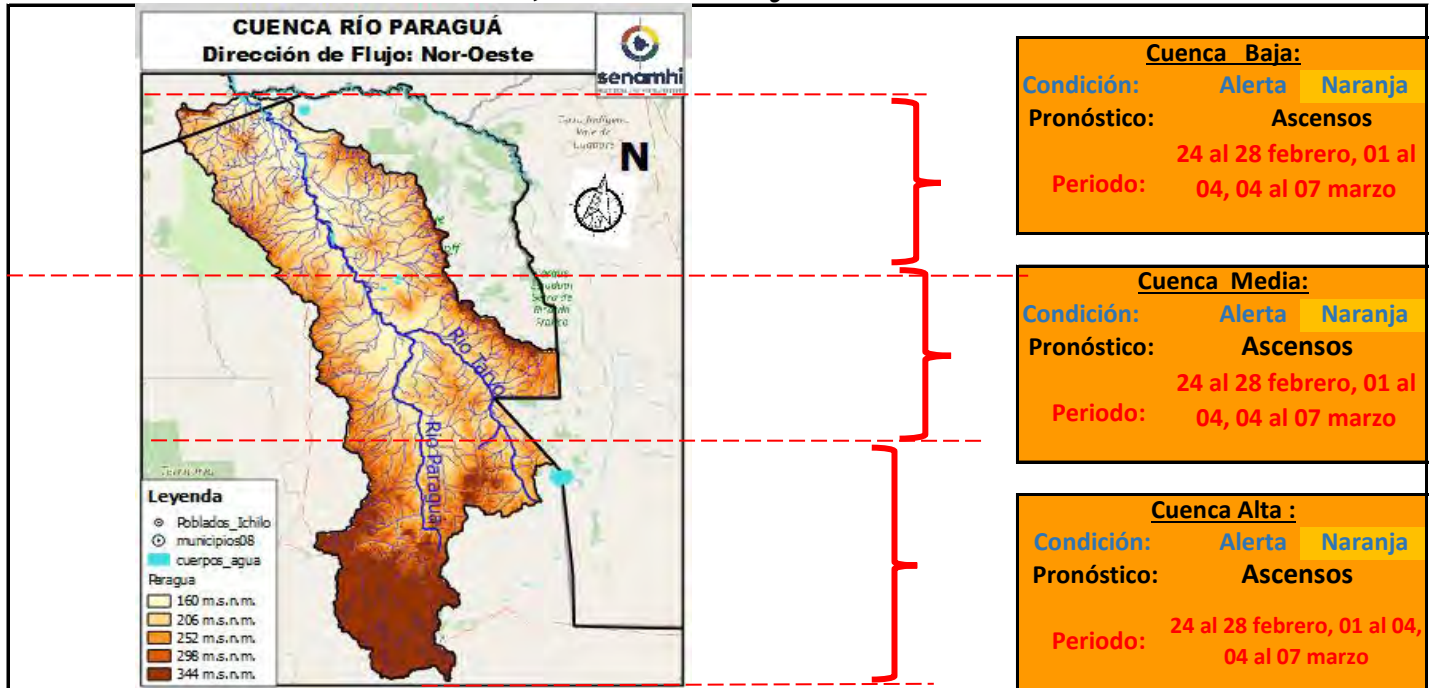 CUENCA RÍO PARAGUÁ
Dirección de Flujo: Nor-Oeste
senamhi
N
Río Tarvo
Río Paragua
Leyenda
Poblados_Ichilo
municipios08
cuerpos_agua
Paragua
160 m.s.n.m.
206 m.s.n.m.
252 m.s.n.m.
298 m.s.n.m.
344 m.s.n.m.
Cuenca Baja:
Condición: Alerta Naranja
Pronóstico: Ascensos
24 al 28 febrero, 01 al
Periodo: 04, 04 al 07 marzo
Cuenca Media:
Condición: Alerta Naranja
Pronóstico: Ascensos
24 al 28 febrero, 01 al
Periodo: 04, 04 al 07 marzo
Cuenca Alta :
Condición: Alerta Naranja
Pronóstico: Ascensos
24 al 28 febrero, 01 al 04,
Periodo: 04 al 07 marzo